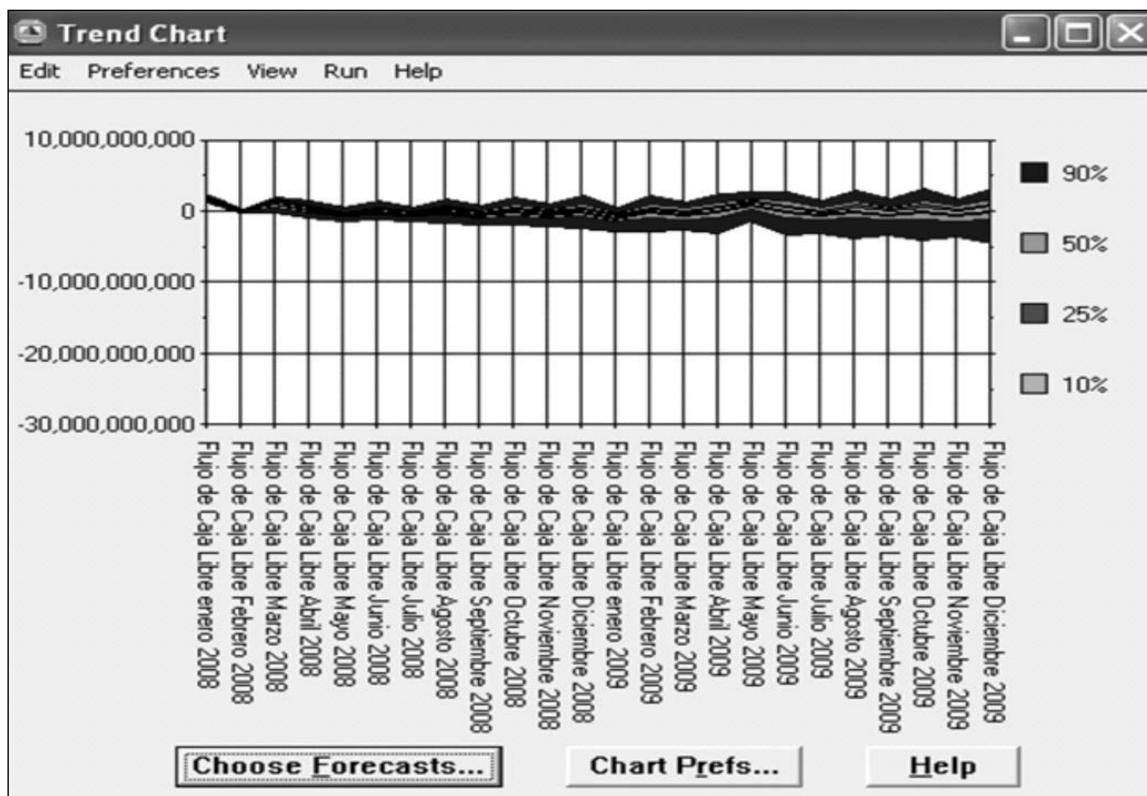 Trend Chart
Edit Preferences View Run Help
10,000,000,000
0
-10,000,000,000
-20,000,000,000
-30,000,000,000
90%
50%
25%
10%
Flujo de Caja Libre enero 2008
Flujo de Caja Libre Febrero 2008
Flujo de Caja Libre Marzo 2008
Flujo de Caja Libre Abril 2008
Flujo de Caja Libre Mayo 2008
Flujo de Caja Libre Junio 2008
Flujo de Caja Libre Julio 2008
Flujo de Caja Libre Agosto 2008
Flujo de Caja Libre Septiembre 2008
Flujo de Caja Libre Octubre 2008
Flujo de Caja Libre Noviembre 2008
Flujo de Caja Libre Diciembre 2008
Flujo de Caja Libre enero 2009
Flujo de Caja Libre Febrero 2009
Flujo de Caja Libre Marzo 2009
Flujo de Caja Libre Abril 2009
Flujo de Caja Libre Mayo 2009
Flujo de Caja Libre Junio 2009
Flujo de Caja Libre Julio 2009
Flujo de Caja Libre Agosto 2009
Flujo de Caja Libre Septiembre 2009
Flujo de Caja Libre Octubre 2009
Flujo de Caja Libre Noviembre 2009
Flujo de Caja Libre Diciembre 2009
Choose Forecasts... Chart Prefs... Help